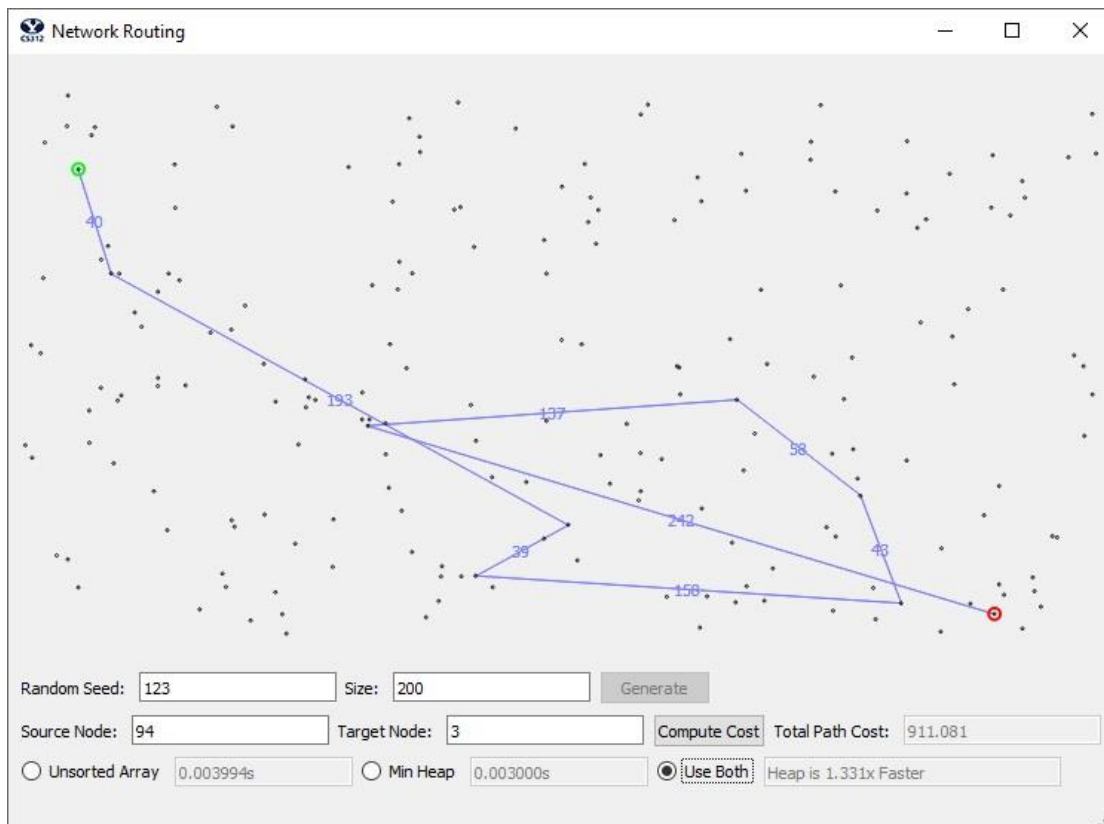 CS312 Network Routing
40
193
137
58
242
39
43
158
Random Seed: 123 Size: 200 Generate
Source Node: 94 Target Node: 3 Compute Cost Total Path Cost: 911.081
Unsorted Array 0.003994s Min Heap 0.003000s Use Both Heap is 1.331x Faster